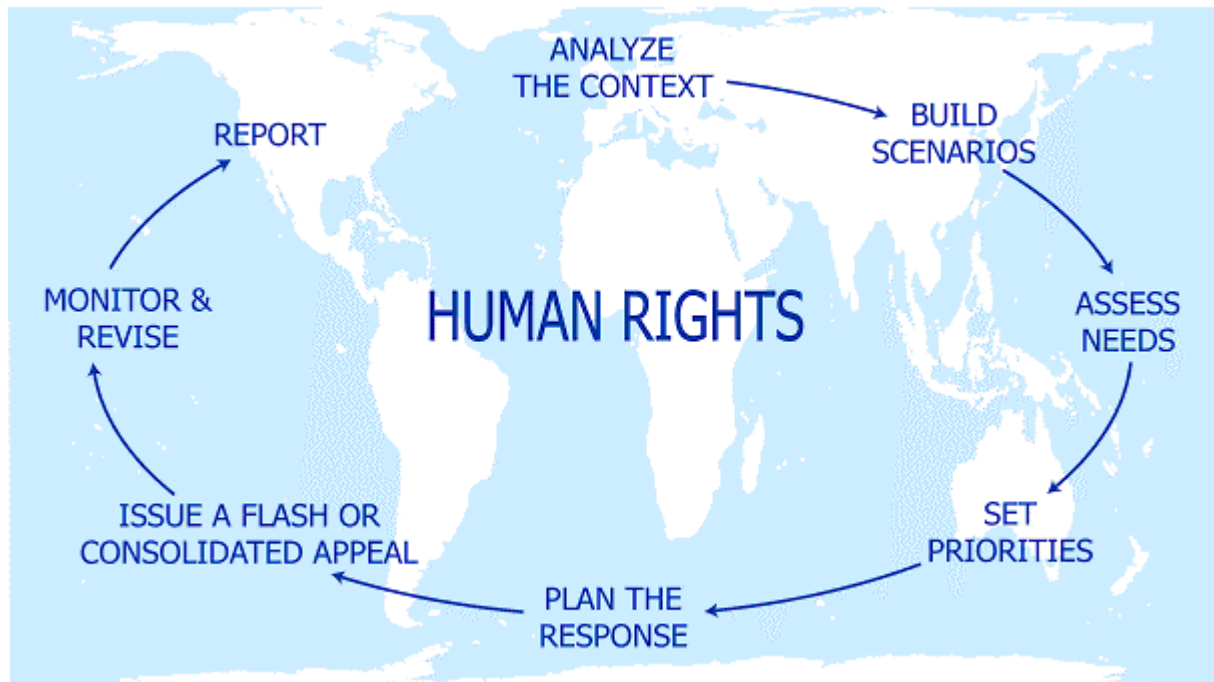 ANALYZE
THE CONTEXT
BUILD
SCENARIOS
ASSESS
NEEDS
SET
PRIORITIES
PLAN THE
RESPONSE
ISSUE A FLASH OR
CONSOLIDATED APPEAL
MONITOR &
REVISE
REPORT
HUMAN RIGHTS